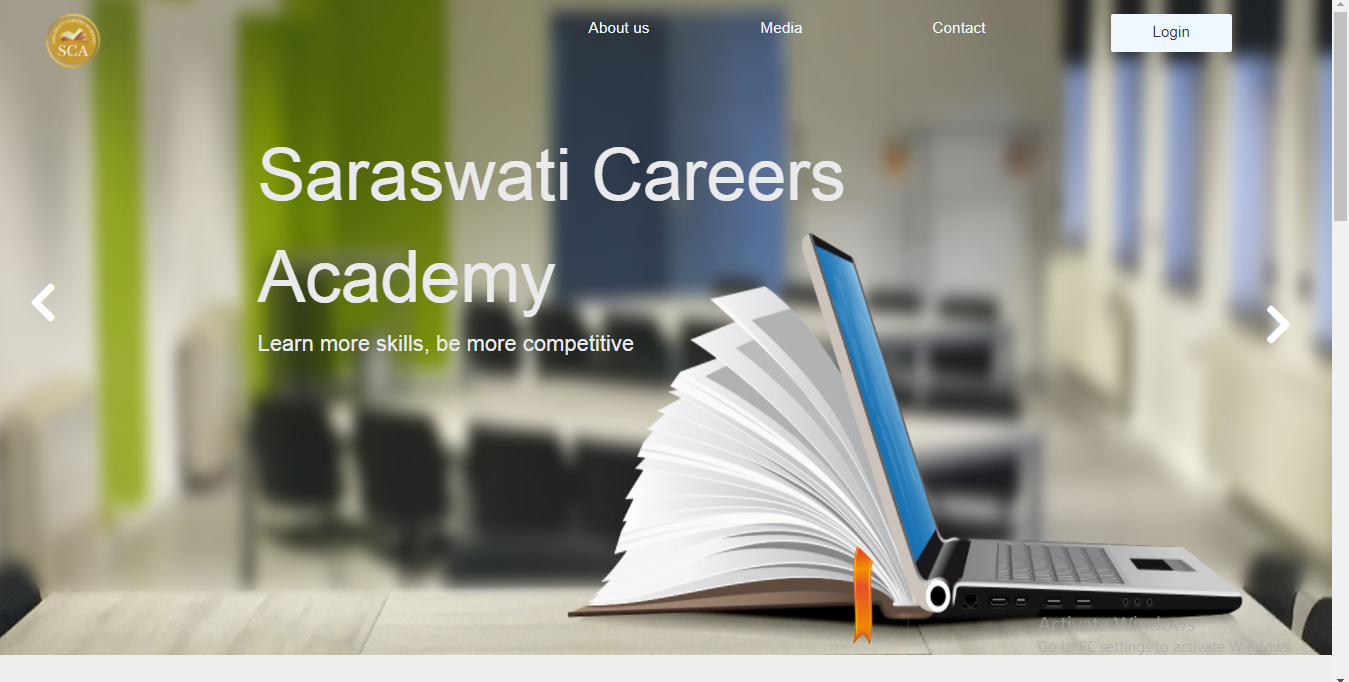 SCA
About us
Media
Contact
Login
Saraswati Careers
Academy
Learn more skills, be more competitive
Activate Windows
Go to PC settings to activate Windows.